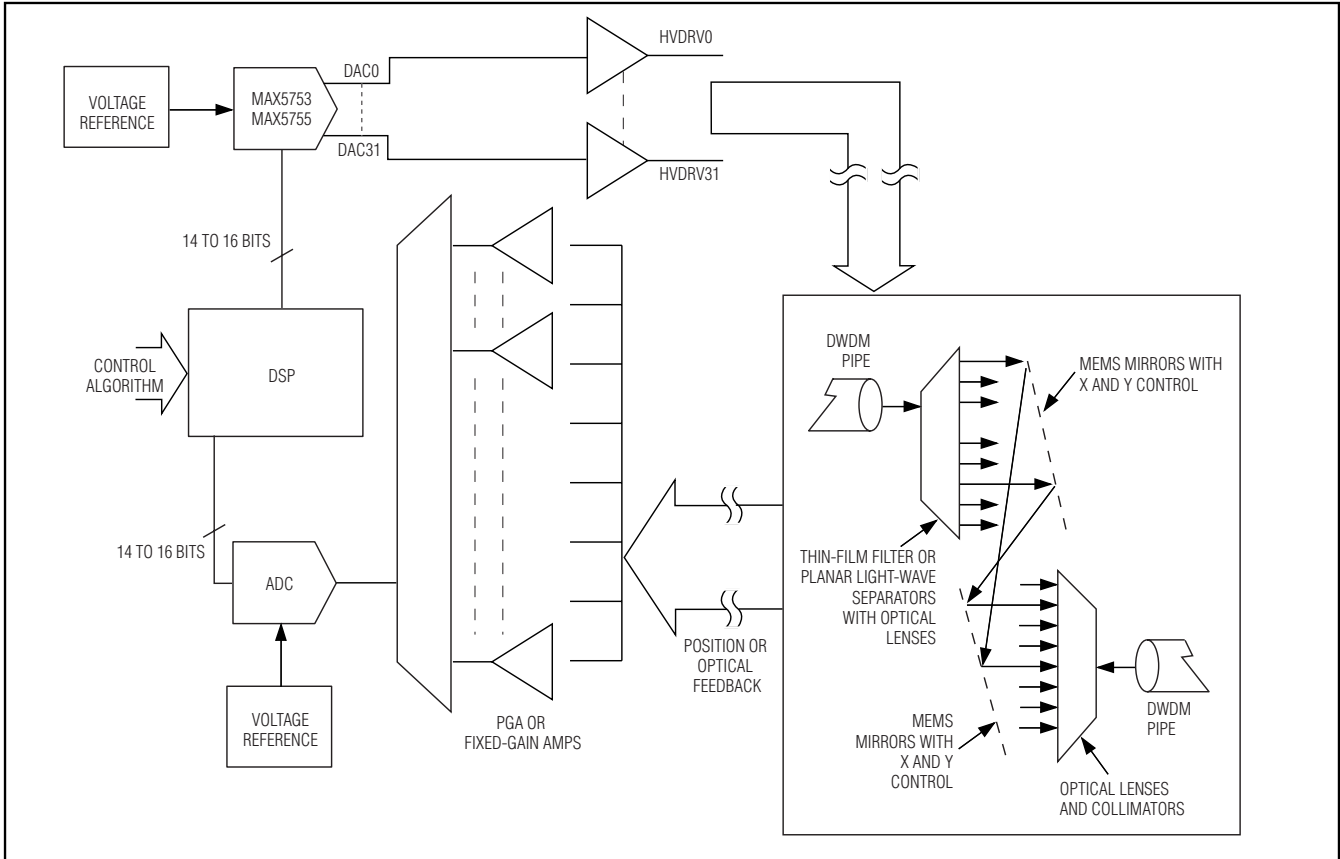 VOLTAGE
REFERENCE
MAX5753
MAX5755
DAC0
DAC31
HVDRV0
HVDRV31
14 TO 16 BITS
CONTROL
ALGORITHM
DSP
14 TO 16 BITS
ADC
VOLTAGE
REFERENCE
PGA OR
FIXED-GAIN AMPS
POSITION OR
OPTICAL
FEEDBACK
DWDM
PIPE
MEMS MIRRORS WITH
X AND Y CONTROL
THIN-FILM FILTER OR
PLANAR LIGHT-WAVE
SEPARATORS
WITH OPTICAL
LENSES
MEMS
MIRRORS WITH
X AND Y
CONTROL
DWDM
PIPE
OPTICAL LENSES
AND COLLIMATORS